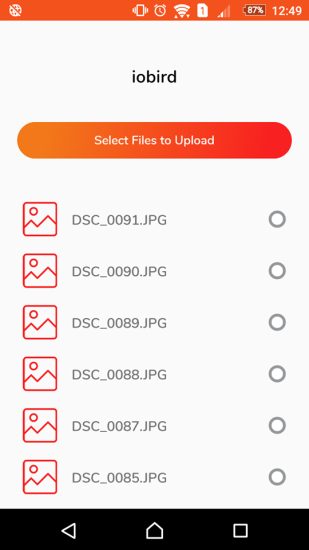 1
87%
12:49
iobird
Select Files to Upload
DSC_0091.JPG
DSC_0090.JPG
DSC_0089.JPG
DSC_0088.JPG
DSC_0087.JPG
DSC_0085.JPG